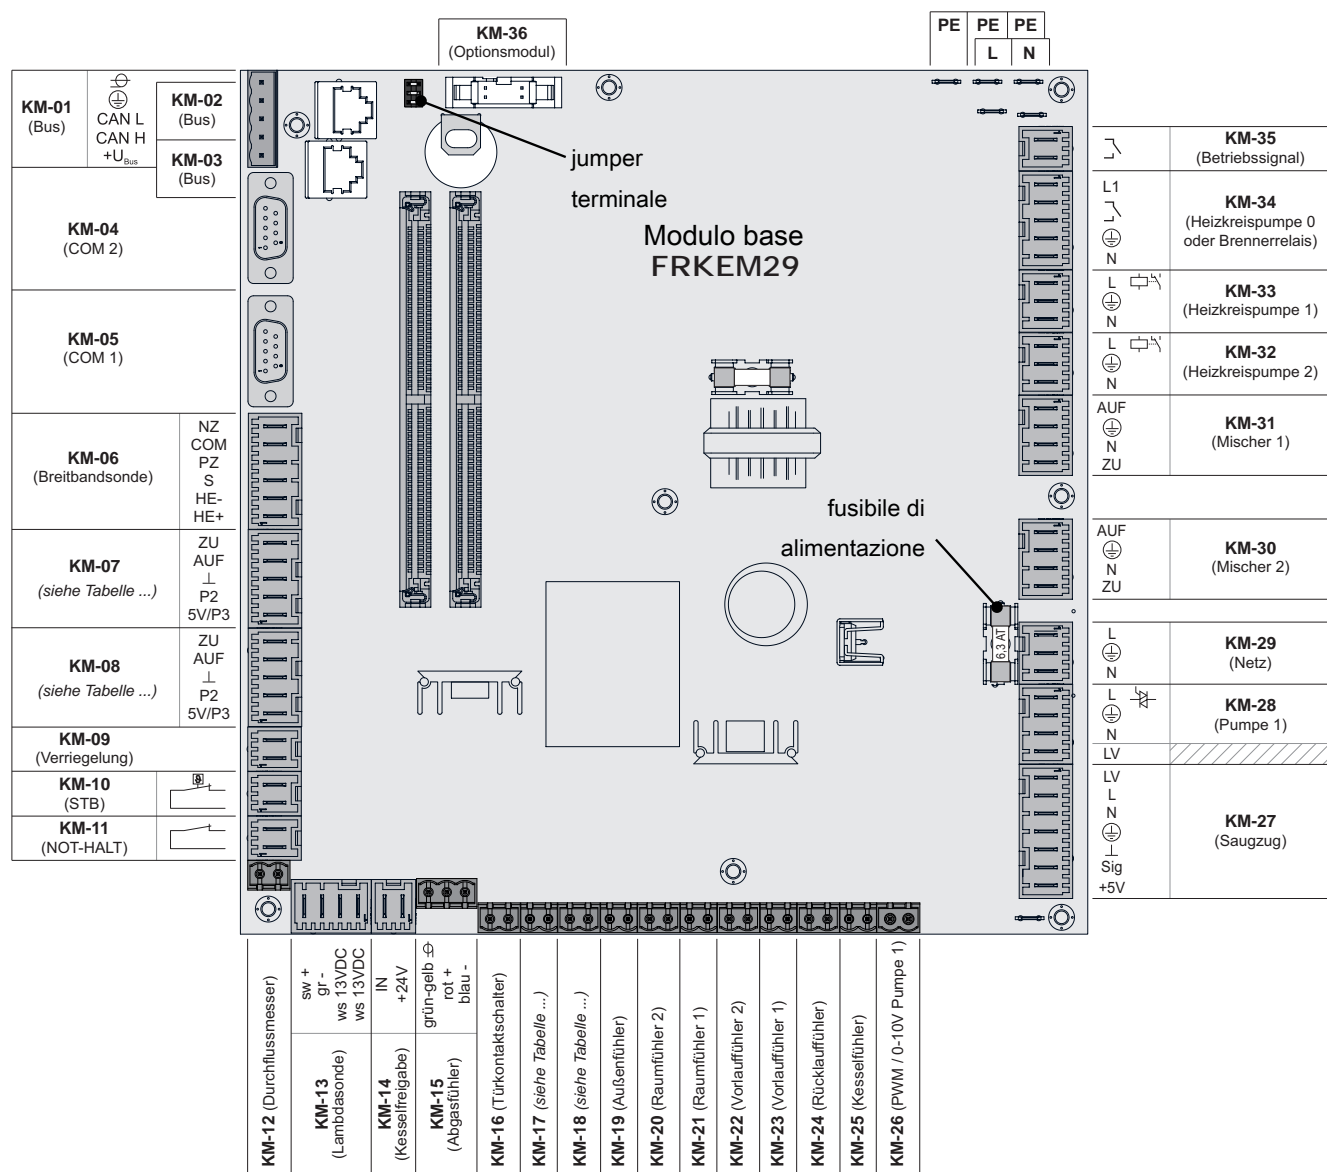 KM-36
(Optionsmodul)
PE
PE
PE
L
N
KM-01
(Bus)
CAN L
CAN H
+U Bus
KM-02
(Bus)
KM-03
(Bus)
KM-04
(COM 2)
KM-05
(COM 1)
KM-06
(Breitbandsonde)
NZ
COM
PZ
S
HE-
HE+
KM-07
(siehe Tabelle ...)
ZU
AUF
P2
5V/P3
KM-08
(siehe Tabelle ...)
ZU
AUF
P2
5V/P3
KM-09
(Verriegelung)
KM-10
(STB)
KM-11
(NOT-HALT)
jumper
terminale
Modulo base
FRKEM29
fusibile di
alimentazione
6,3 AT
KM-35
(Betriebssignal)
L1
N
KM-34
(Heizkreispumpe 0
oder Brennerrelais)
L
N
KM-33
(Heizkreispumpe 1)
L
N
KM-32
(Heizkreispumpe 2)
AUF
N
ZU
KM-31
(Mischer 1)
AUF
N
ZU
KM-30
(Mischer 2)
L
N
KM-29
(Netz)
L
N
LV
KM-28
(Pumpe 1)
LV
L
N
Sig
+5V
KM-27
(Saugzug)
KM-12 (Durchflussmesser)
sw +
gr -
ws 13VDC
ws 13VDC
KM-13
(Lambdasonde)
IN
+24V
KM-14
(Kesselfreigabe)
grün-gelb
rot +
blau -
KM-15
(Abgasfühler)
KM-16 (Türkontaktschalter)
KM-17 (siehe Tabelle ...)
KM-18 (siehe Tabelle ...)
KM-19 (Außenfühler)
KM-20 (Raumfühler 2)
KM-21 (Raumfühler 1)
KM-22 (Vorlauffühler 2)
KM-23 (Vorlauffühler 1)
KM-24 (Rücklauffühler)
KM-25 (Kesselfühler)
KM-26 (PWM / 0-10V Pumpe 1)